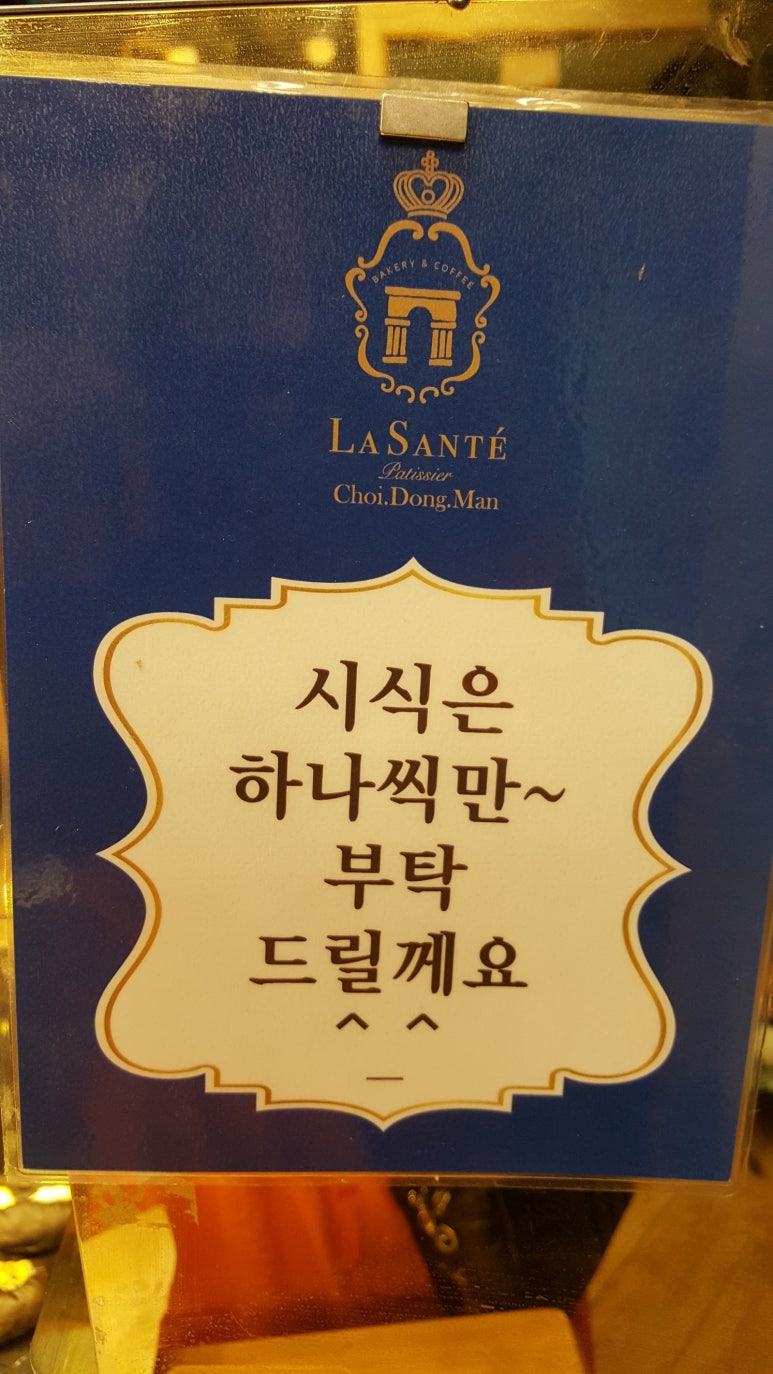 BAKERY & COFFEE
LA SANTÉ
Patissier
Choi.Dong.Man
시식은
하나씩만~
부탁
드릴께요
^ ^
_